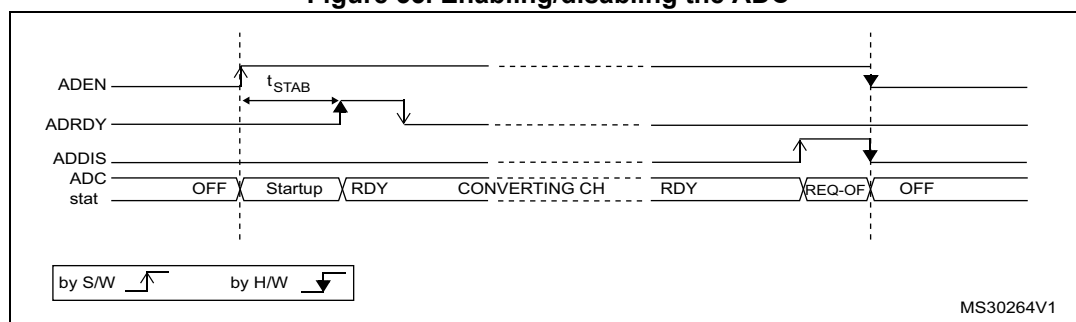 Figure 35. Enabling/disabling the ADC
ADEN
tSTAB
ADRDY
ADDIS
ADC
stat
OFF Startup RDY CONVERTING CH RDY REQ-OF OFF
by S/W by H/W
MS30264V1